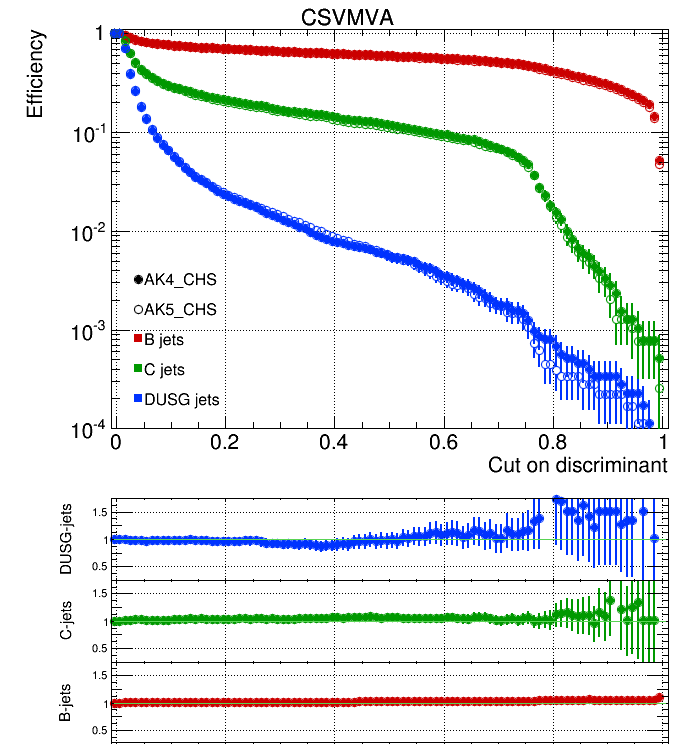 CSVMVA
Efficiency
1
10-1
10-2
10-3
10-4
AK4_CHS
AK5_CHS
B jets
C jets
DUSG jets
0 0.2 0.4 0.6 0.8 1
Cut on discriminant
DUSG-jets
1.5
1
0.5
C-jets
1.5
1
0.5
B-jets
1.5
1
0.5